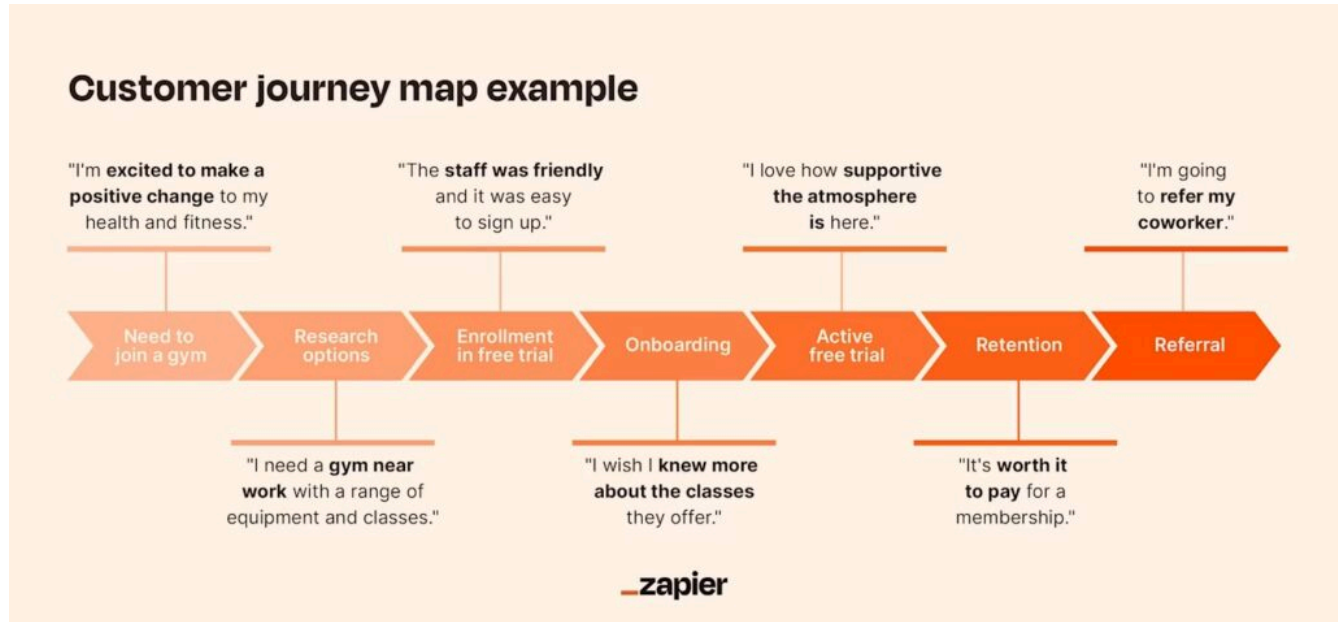 Customer journey map example
"I'm excited to make a
positive change to my
health and fitness."
"The staff was friendly
and it was easy
to sign up."
"I love how supportive
the atmosphere
is here."
"I'm going
to refer my
coworker."
Need to
join a gym
Research
options
Enrollment
in free trial
Onboarding
Active
free trial
Retention
Referral
"I need a gym near
work with a range of
equipment and classes."
"I wish I knew more
about the classes
they offer."
"It's worth it
to pay for a
membership."
_zapier